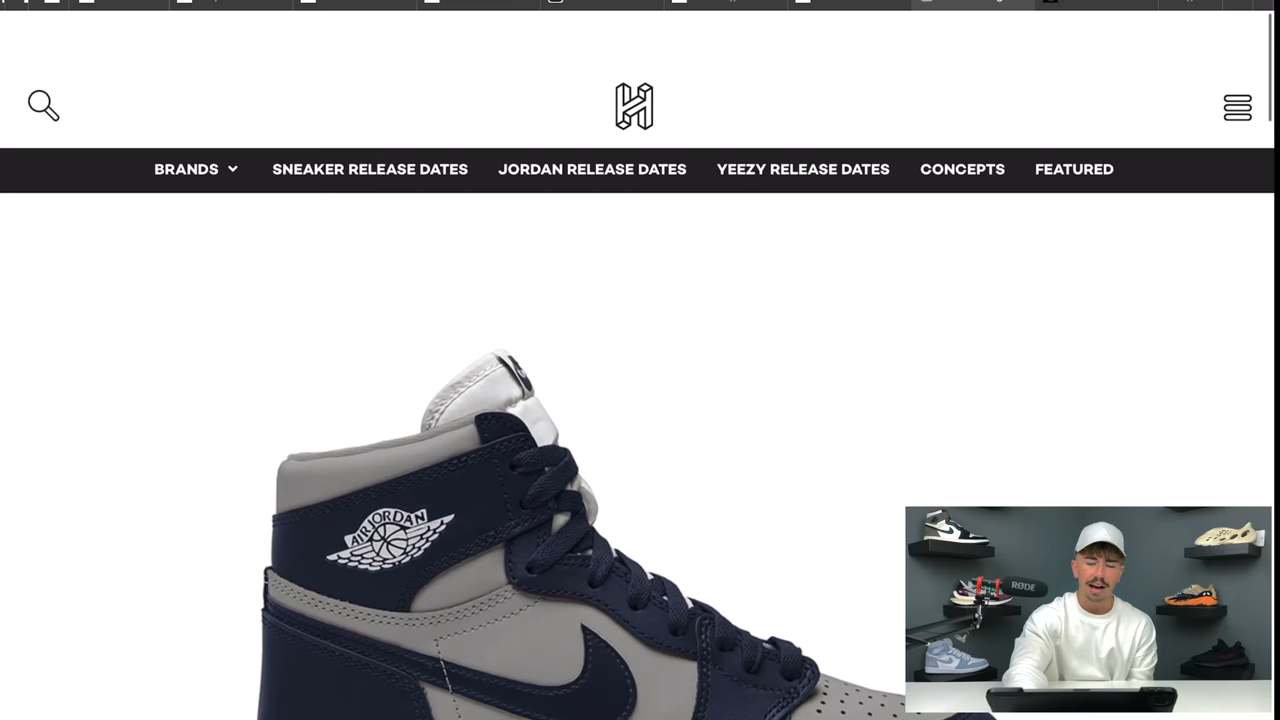 BRANDS
SNEAKER RELEASE DATES
JORDAN RELEASE DATES
YEEZY RELEASE DATES
CONCEPTS
FEATURED
AIR JORDAN
RØDE